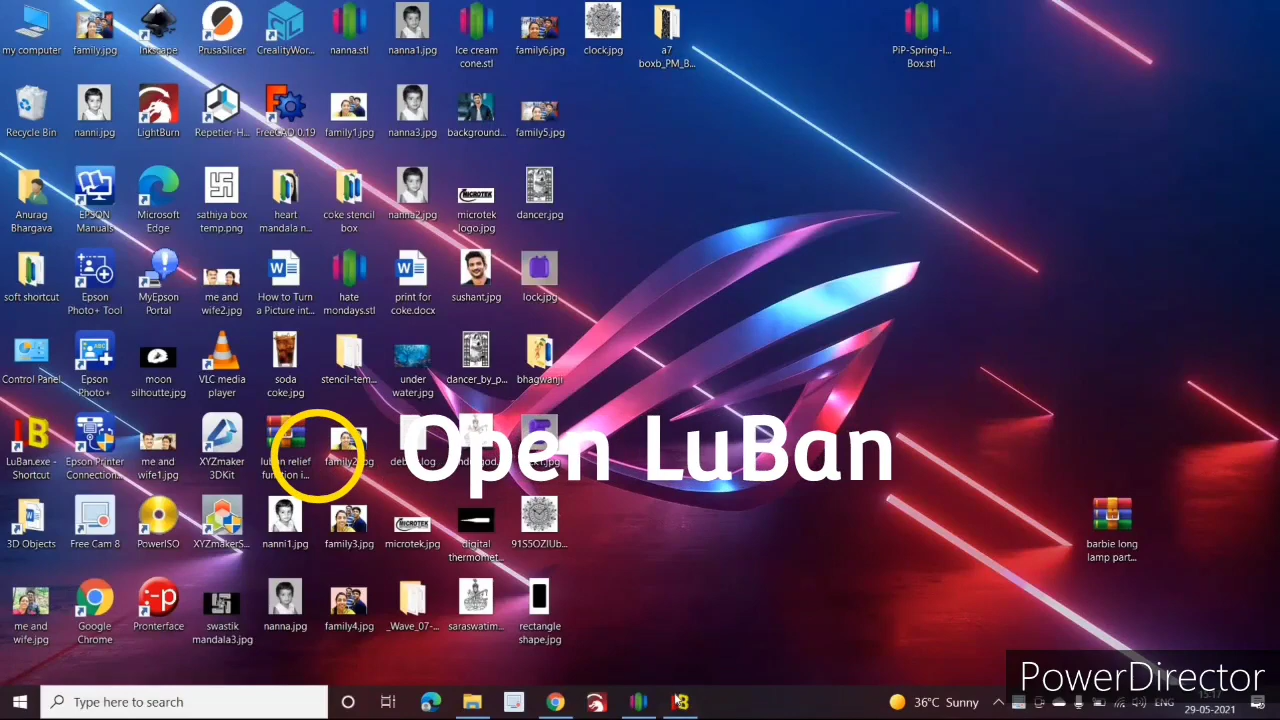 my computer
family.jpg
Inkscape
PrusaSlicer
CrealityWor...
nanna.stl
nanna1.jpg
Ice cream
cone.stl
family6.jpg
clock.jpg
a7
boxb_PM_B...
PiP-Spring-l...
Box.stl
Recycle Bin
nanni.jpg
LightBurn
Repetier-H...
FreeCAD 0.19
family1.jpg
nanna3.jpg
background...
family5.jpg
Anurag
Bhargava
EPSON
Manuals
Microsoft
Edge
sathiya box
temp.png
heart
mandala n...
coke stencil
box
nanna2.jpg
MICROTEK
microtek
logo.jpg
dancer.jpg
soft shortcut
Epson
Photo+ Tool
MyEpson
Portal
me and
wife2.jpg
How to Turn
a Picture int...
hate
mondays.stl
print for
coke.docx
sushant.jpg
lock.jpg
Control Panel
Epson
Photo+
moon
silhoutte.jpg
VLC media
player
soda
coke.jpg
stencil-tem...
under
water.jpg
dancer_by_p...
bhagwanji
LuBan.exe -
Shortcut
Epson Printer
Connection...
me and
wife1.jpg
XYZmaker
3DKit
luban relief
function i...
Open LuBan
3D Objects
Free Cam 8
PowerISO
XYZmakerS...
nanni1.jpg
family3.jpg
MICROTEK
microtek.jpg
digital
thermomet...
91S5OZIUb...
barbie long
lamp part...
me and
wife.jpg
Google
Chrome
Pronterface
swastik
mandala3.jpg
nanna.jpg
family4.jpg
_Wave_07-...
saraswatim...
rectangle
shape.jpg
PowerDirector
Type here to search
36°C Sunny
ENG
15:17
29-05-2021